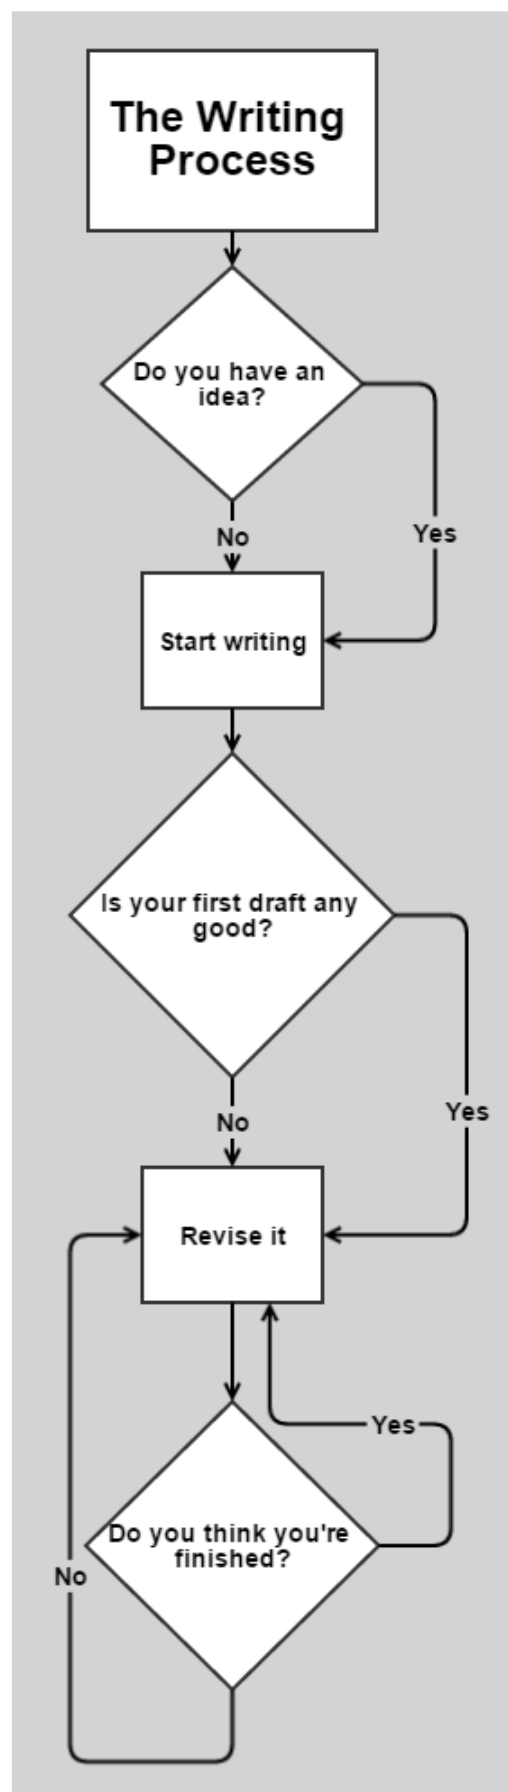 The Writing
Process
Do you have an
idea?
No
Yes
Start writing
Is your first draft any
good?
No
Yes
Revise it
Yes
Do you think you're
finished?
No